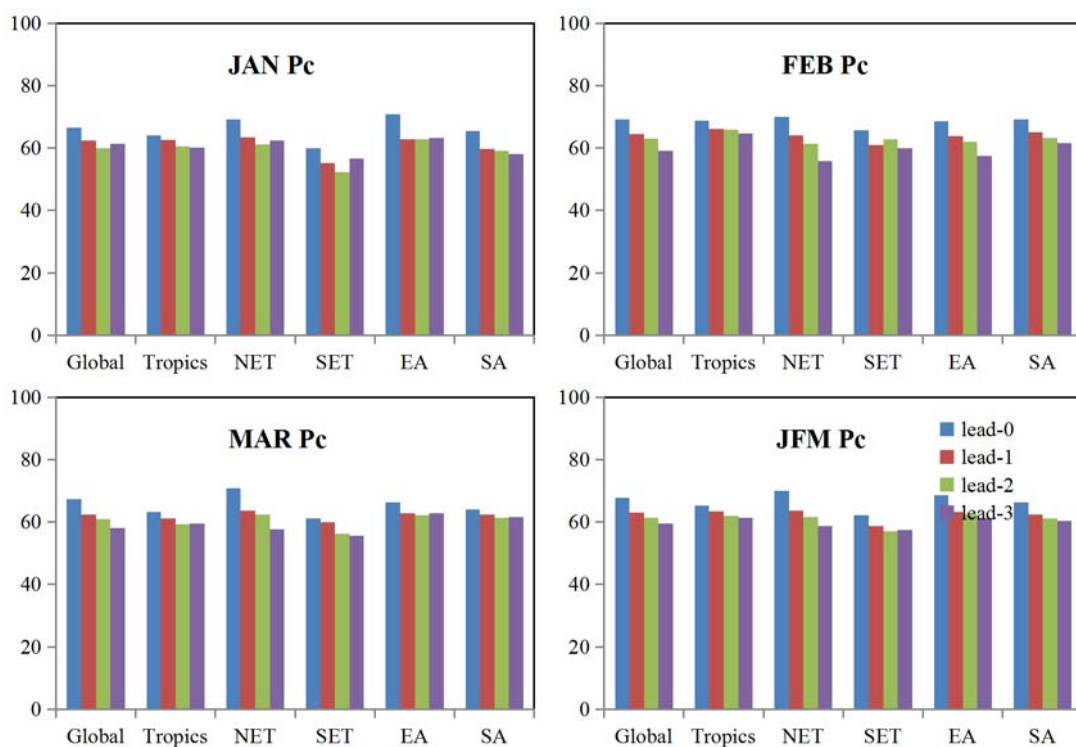 JAN Pc
100
80
60
40
20
0
Global Tropics NET SET EA SA
FEB Pc
100
80
60
40
20
0
Global Tropics NET SET EA SA
MAR Pc
100
80
60
40
20
0
Global Tropics NET SET EA SA
JFM Pc
lead-0
lead-1
lead-2
lead-3
100
80
60
40
20
0
Global Tropics NET SET EA SA